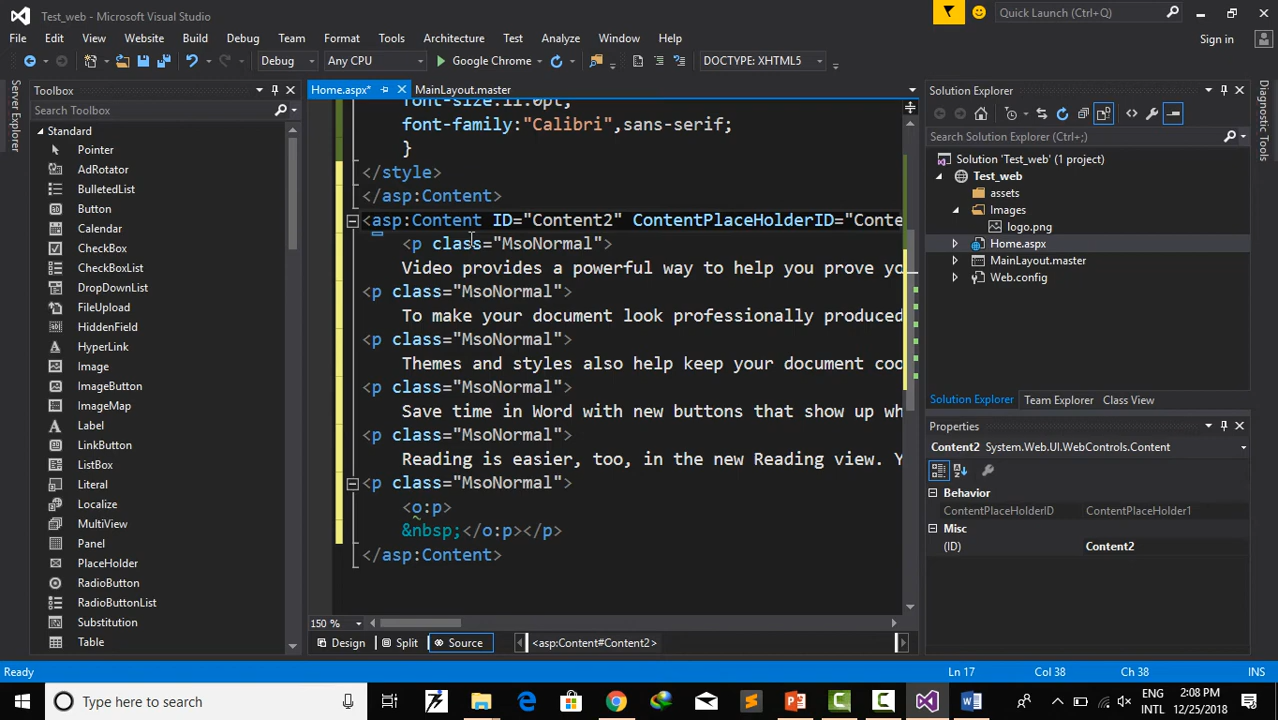 Test_web - Microsoft Visual Studio
Quick Launch (Ctrl+Q)
File Edit View Website Build Debug Team Format Tools Architecture Test Analyze Window Help
Sign in
Debug Any CPU Google Chrome DOCTYPE: XHTML5
Server Explorer
Toolbox
Search Toolbox
Standard
Pointer
AdRotator
BulletedList
Button
Calendar
CheckBox
CheckBoxList
DropDownList
FileUpload
HiddenField
HyperLink
Image
ImageButton
ImageMap
Label
LinkButton
ListBox
Literal
Localize
MultiView
Panel
PlaceHolder
RadioButton
RadioButtonList
Substitution
Table
Home.aspx* MainLayout.master
font-size:11.0pt;
font-family:"Calibri",sans-serif;
}
</style>
</asp:Content>
<asp:Content ID="Content2" ContentPlaceHolderID="Conte
<p class="MsoNormal">
Video provides a powerful way to help you prove yo
<p class="MsoNormal">
To make your document look professionally produced
<p class="MsoNormal">
Themes and styles also help keep your document coo
<p class="MsoNormal">
Save time in Word with new buttons that show up wh
<p class="MsoNormal">
Reading is easier, too, in the new Reading view. Y
<p class="MsoNormal">
<o:p>
&nbsp;</o:p></p>
</asp:Content>
150 %
Design Split Source <asp:Content#Content2>
Solution Explorer
Search Solution Explorer (Ctrl+;)
Solution 'Test_web' (1 project)
Test_web
assets
Images
logo.png
Home.aspx
MainLayout.master
Web.config
Solution Explorer Team Explorer Class View
Properties
Content2 System.Web.UI.WebControls.Content
Behavior
ContentPlaceHolderID ContentPlaceHolder1
Misc
(ID) Content2
Diagnostic Tools
Ready Ln 17 Col 38 Ch 38 INS
Type here to search
ENG
INTL
2:08 PM
12/25/2018